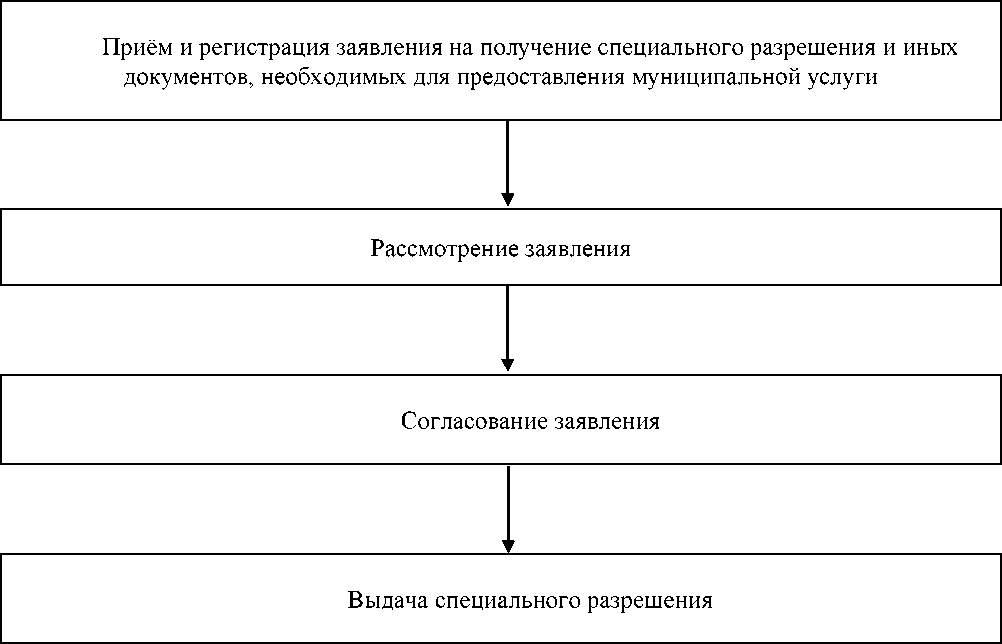 Приём и регистрация заявления на получение специального разрешения и иных
документов, необходимых для предоставления муниципальной услуги
Рассмотрение заявления
Согласование заявления
Выдача специального разрешения